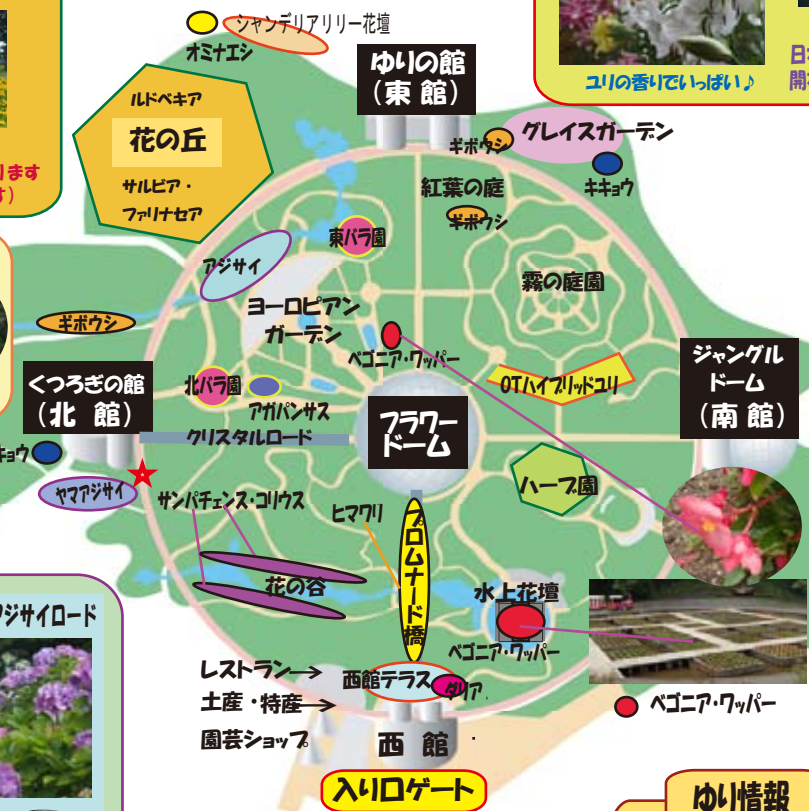 シャンデリアリリー花壇
オミナエシ
ユリの香りでいっぱい♪
ゆりの館
(東 館)
ルドベキア
花の丘
サルビア・
ファリナセア
ります
ギボウシ
グレイスガーデン
キキョウ
紅葉の庭
ギボウシ
東バラ園
アジサイ
霧の庭園
ヨーロピアン
ガーデン
ギボウシ
ベゴニア・ワッパー
ジャングル
ドーム
(南 館)
くつろぎの館
(北 館)
北バラ園
アガパンサス
OTハイブリッドユリ
フラワー
ドーム
クリスタルロード
キョウ
ヤマアジサイ
サンパチェンス・コリウス
ヒマワリ
ハーブ園
プロムナード橋
花の谷
水上花壇
ベゴニア・ワッパー
アジサイロード
レストラン→
西館テラス
ダリア
土産・特産→
園芸ショップ
西 館
ベゴニア・ワッパー
入り口ゲート
ゆり情報